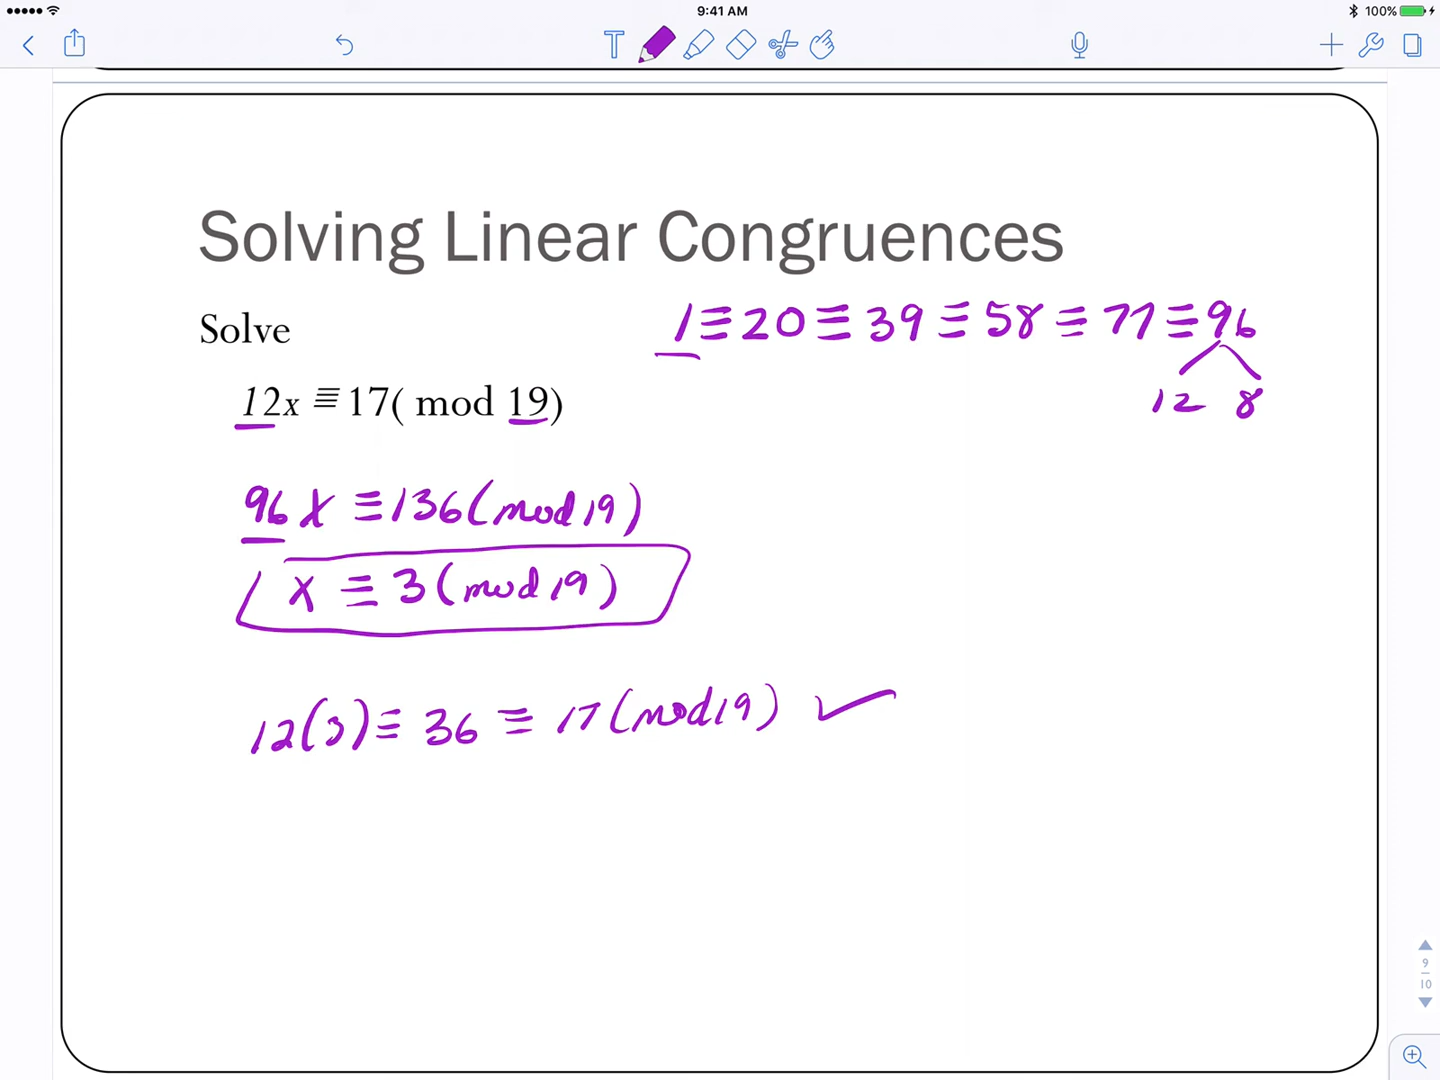 9:41 AM
100%
T
Solving Linear Congruences
Solve
1 ≡ 20 ≡ 39 ≡ 58 ≡ 77 ≡ 96
12 8
12x ≡ 17( mod 19)
96 x ≡ 136 (mod 19)
x ≡ 3 (mod 19)
12(3) ≡ 36 ≡ 17 (mod 19) ✓
9
10